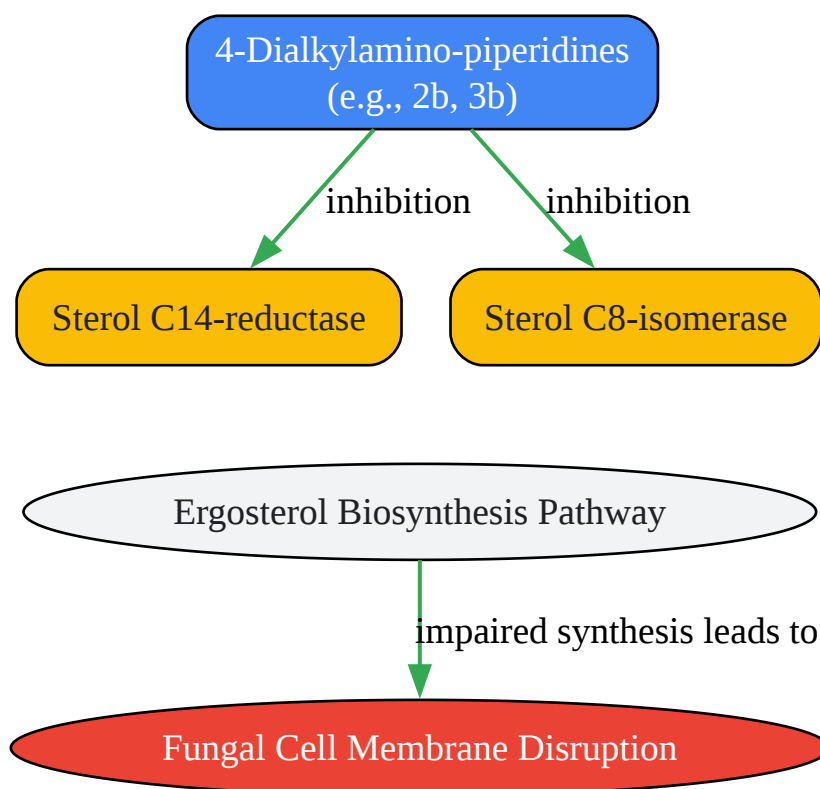 4-Dialkylamino-piperidines
(e.g., 2b, 3b)
inhibition
inhibition
Sterol C14-reductase
Sterol C8-isomerase
Ergosterol Biosynthesis Pathway
impaired synthesis leads to
Fungal Cell Membrane Disruption